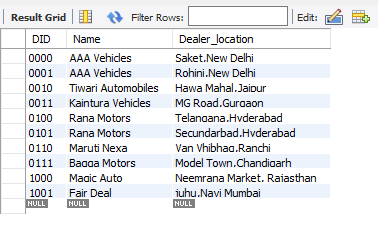 Result Grid Filter Rows: Edit:
DID Name Dealer_location
0000 AAA Vehicles Saket,New Delhi
0001 AAA Vehicles Rohini,New Delhi
0010 Tiwari Automobiles Hawa Mahal,Jaipur
0011 Kaintura Vehicles MG Road,Gurgaon
0100 Rana Motors Telangana,Hyderabad
0101 Rana Motors Secundarbad,Hyderabad
0110 Maruti Nexa Van Vhibhag,Ranchi
0111 Bagga Motors Model Town,Chandigarh
1000 Magic Auto Neemrana Market, Rajasthan
1001 Fair Deal juhu,Navi Mumbai
NULL NULL NULL